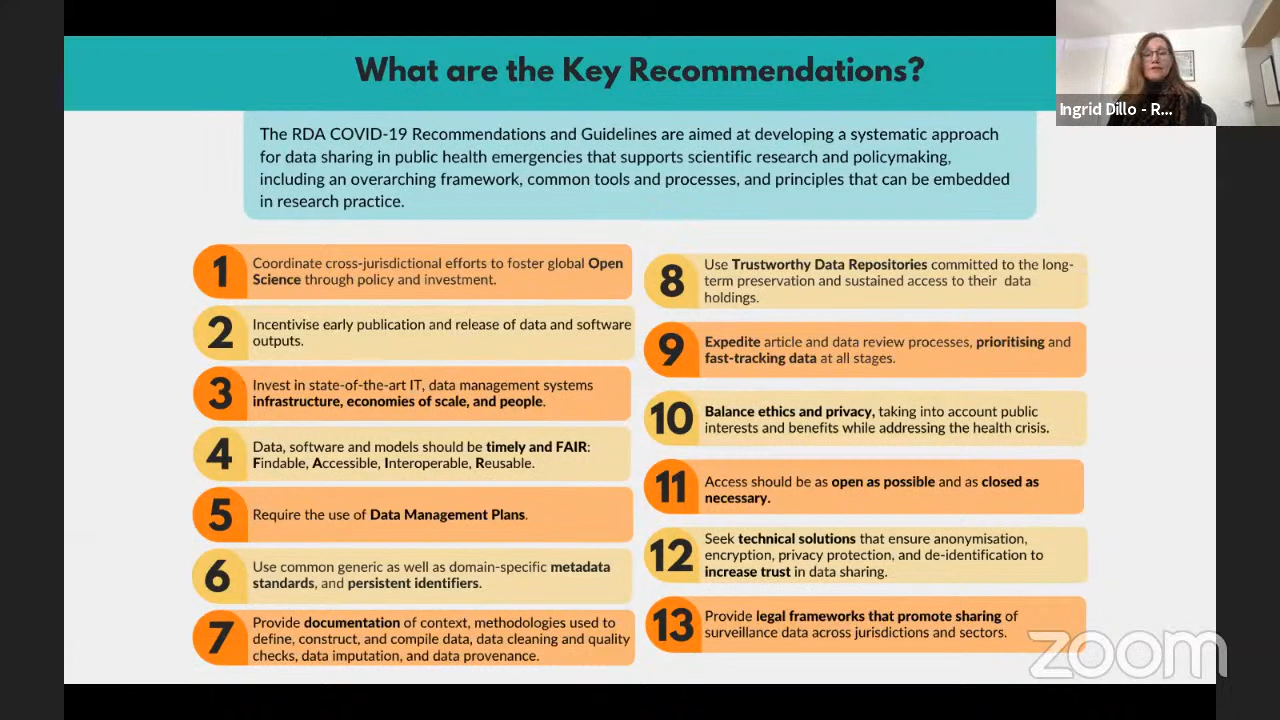 What are the Key Recommendations?
Ingrid Dillo - R...
The RDA COVID-19 Recommendations and Guidelines are aimed at developing a systematic approach
for data sharing in public health emergencies that supports scientific research and policymaking,
including an overarching framework, common tools and processes, and principles that can be embedded
in research practice.
1
Coordinate cross-jurisdictional efforts to foster global Open
Science through policy and investment.
2
Incentivise early publication and release of data and software
outputs.
3
Invest in state-of-the-art IT, data management systems
infrastructure, economies of scale, and people.
4
Data, software and models should be timely and FAIR:
Findable, Accessible, Interoperable, Reusable.
5
Require the use of Data Management Plans.
6
Use common generic as well as domain-specific metadata
standards, and persistent identifiers.
7
Provide documentation of context, methodologies used to
define, construct, and compile data, data cleaning and quality
checks, data imputation, and data provenance.
8
Use Trustworthy Data Repositories committed to the long-
term preservation and sustained access to their data
holdings.
9
Expedite article and data review processes, prioritising and
fast-tracking data at all stages.
10
Balance ethics and privacy, taking into account public
interests and benefits while addressing the health crisis.
11
Access should be as open as possible and as closed as
necessary.
12
Seek technical solutions that ensure anonymisation,
encryption, privacy protection, and de-identification to
increase trust in data sharing.
13
Provide legal frameworks that promote sharing of
surveillance data across jurisdictions and sectors.
zoom